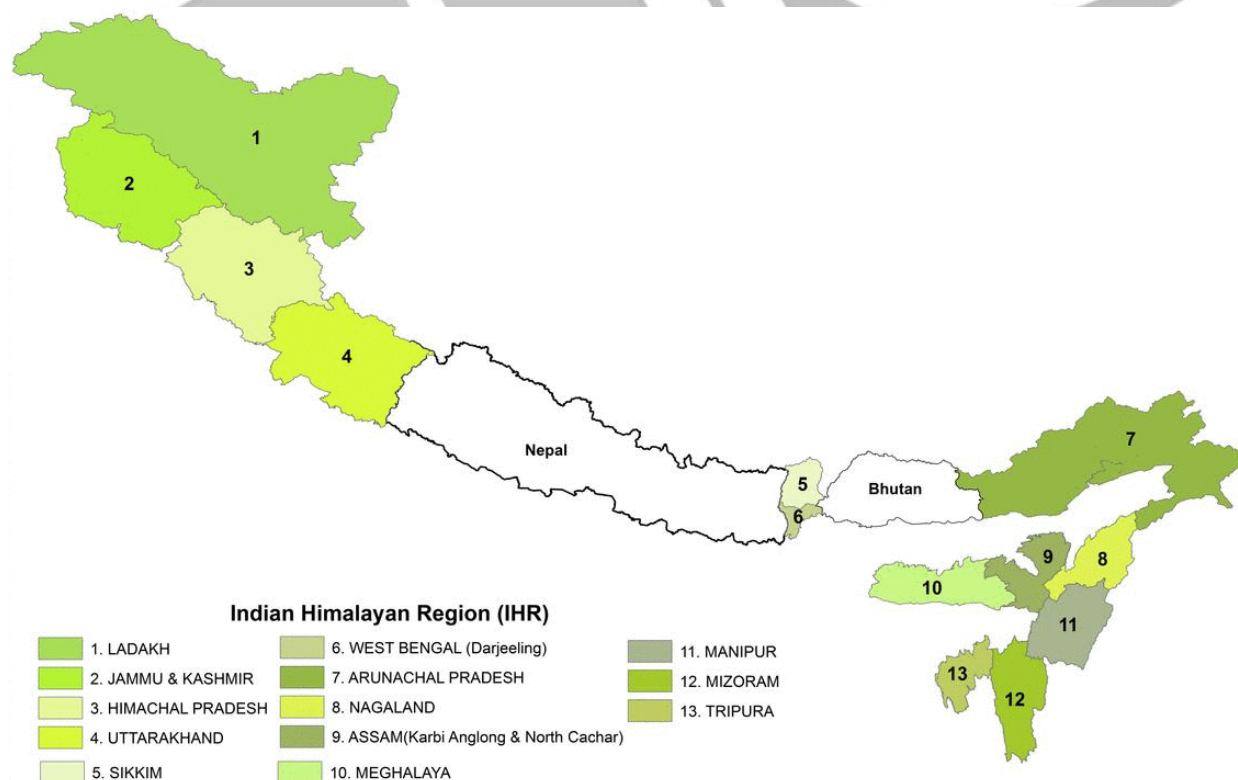 1
2
3
4
Nepal
5
6
Bhutan
7
8
9
10
11
12
13
Indian Himalayan Region (IHR)
1. LADAKH
2. JAMMU & KASHMIR
3. HIMACHAL PRADESH
4. UTTARAKHAND
5. SIKKIM
6. WEST BENGAL (Darjeeling)
7. ARUNACHAL PRADESH
8. NAGALAND
9. ASSAM(Karbi Anglong & North Cachar)
10. MEGHALAYA
11. MANIPUR
12. MIZORAM
13. TRIPURA